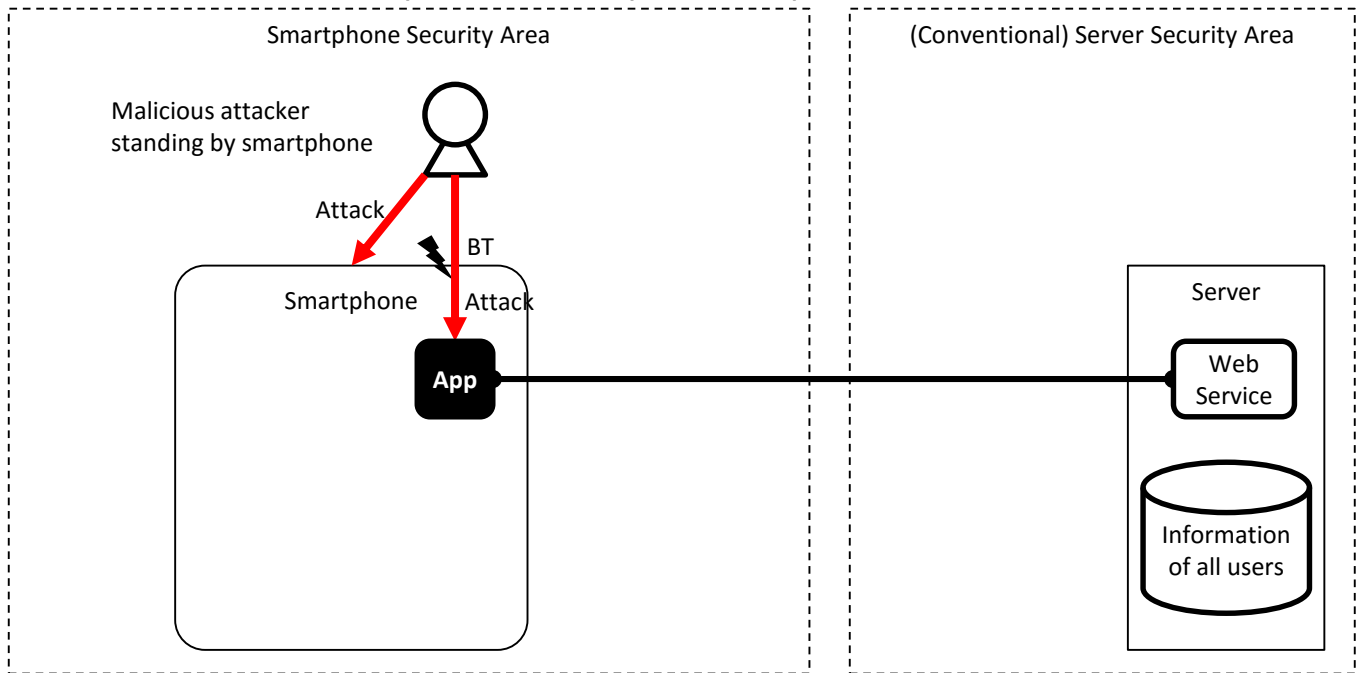 Smartphone Security Area
(Conventional) Server Security Area
Malicious attacker
standing by smartphone
Attack
BT
Smartphone
Attack
Server
App
Web
Service
Information
of all users